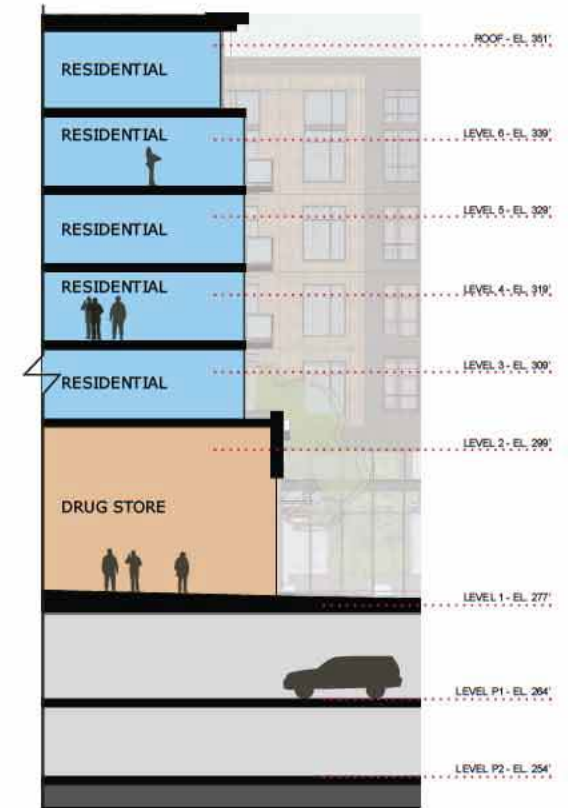 ROOF - EL. 351'
RESIDENTIAL
RESIDENTIAL
LEVEL 6 - EL. 339'
LEVEL 5 - EL. 329'
RESIDENTIAL
RESIDENTIAL
LEVEL 4 - EL. 319'
LEVEL 3 - EL. 309'
RESIDENTIAL
LEVEL 2 - EL. 299'
DRUG STORE
LEVEL 1 - EL. 277'
LEVEL P1 - EL. 264'
LEVEL P2 - EL. 254'